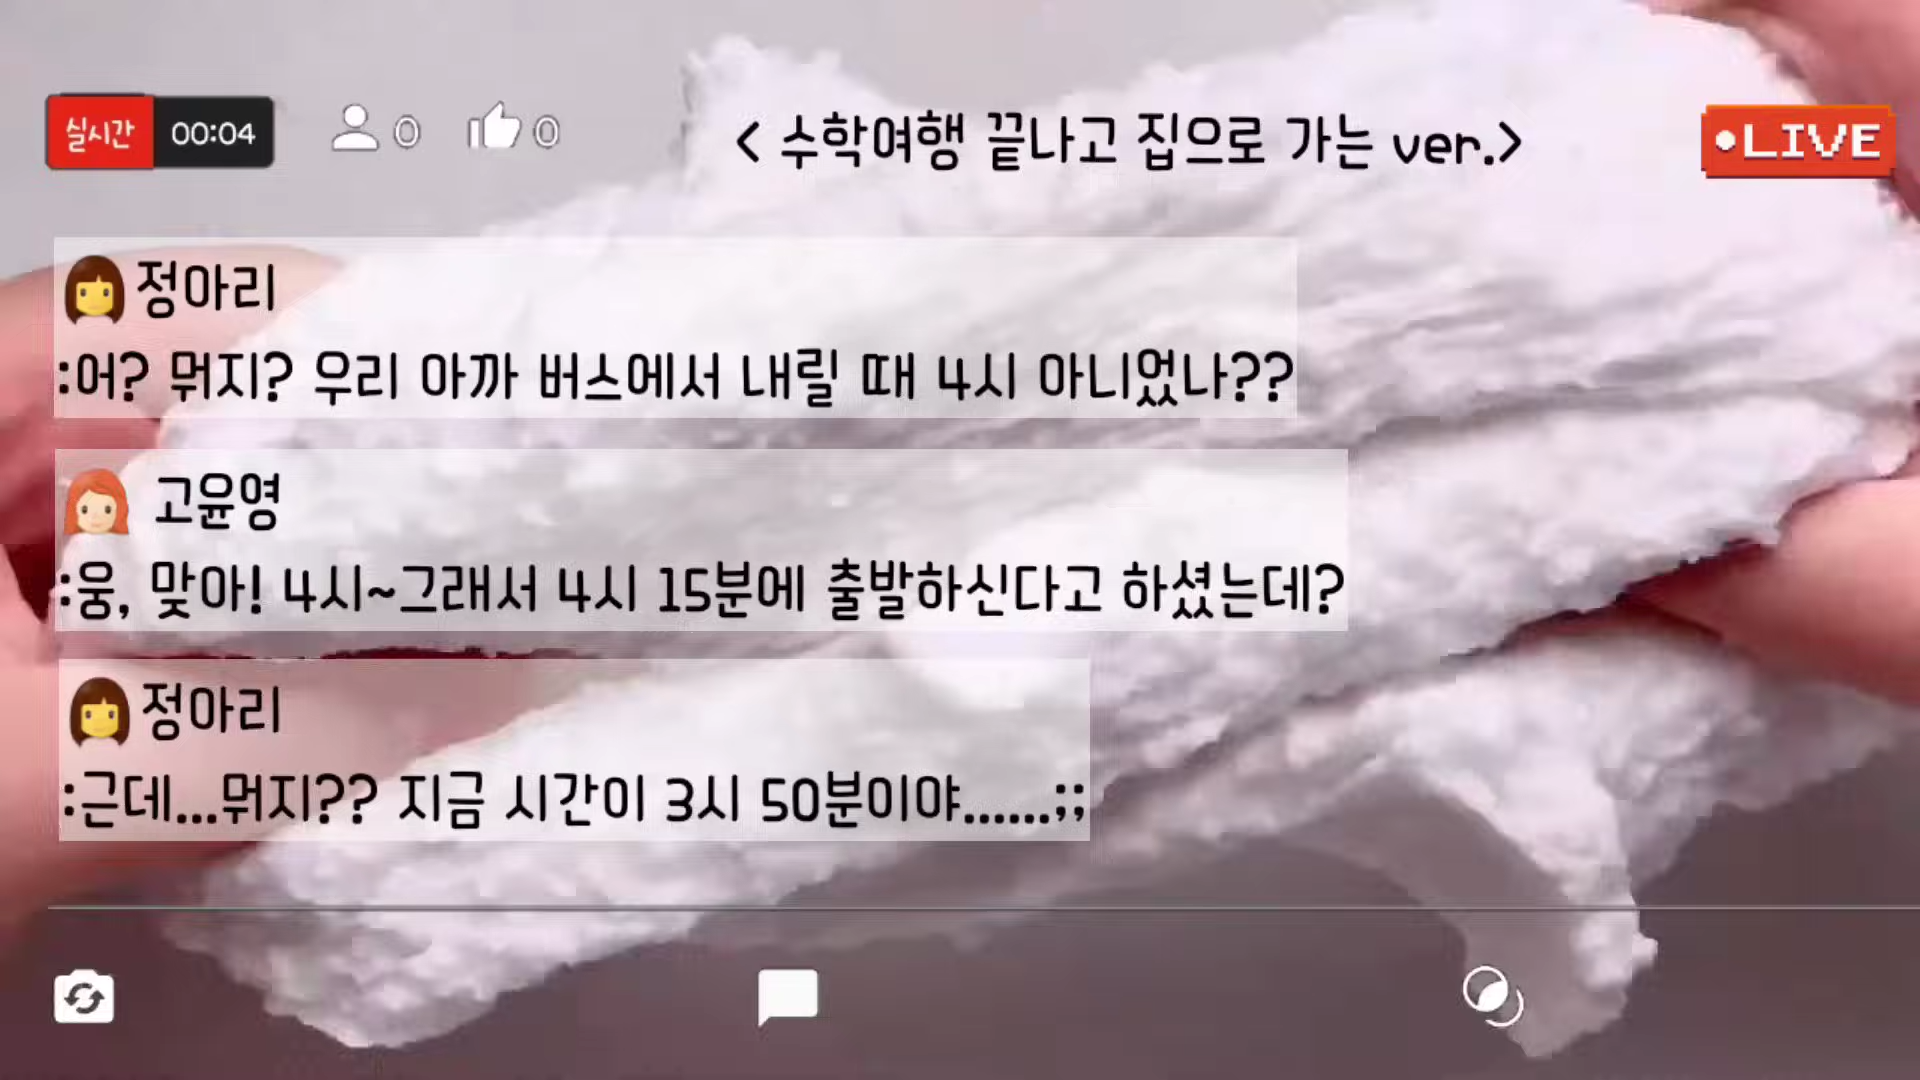 실시간 00:04 0 0 < 수학여행 끝나고 집으로 가는 ver.> LIVE
정아리
:어? 뭐지? 우리 아까 버스에서 내릴 때 4시 아니었나??
고윤영
:웅, 맞아! 4시~그래서 4시 15분에 출발하신다고 하셨는데?
정아리
:근데...뭐지?? 지금 시간이 3시 50분이야......;;